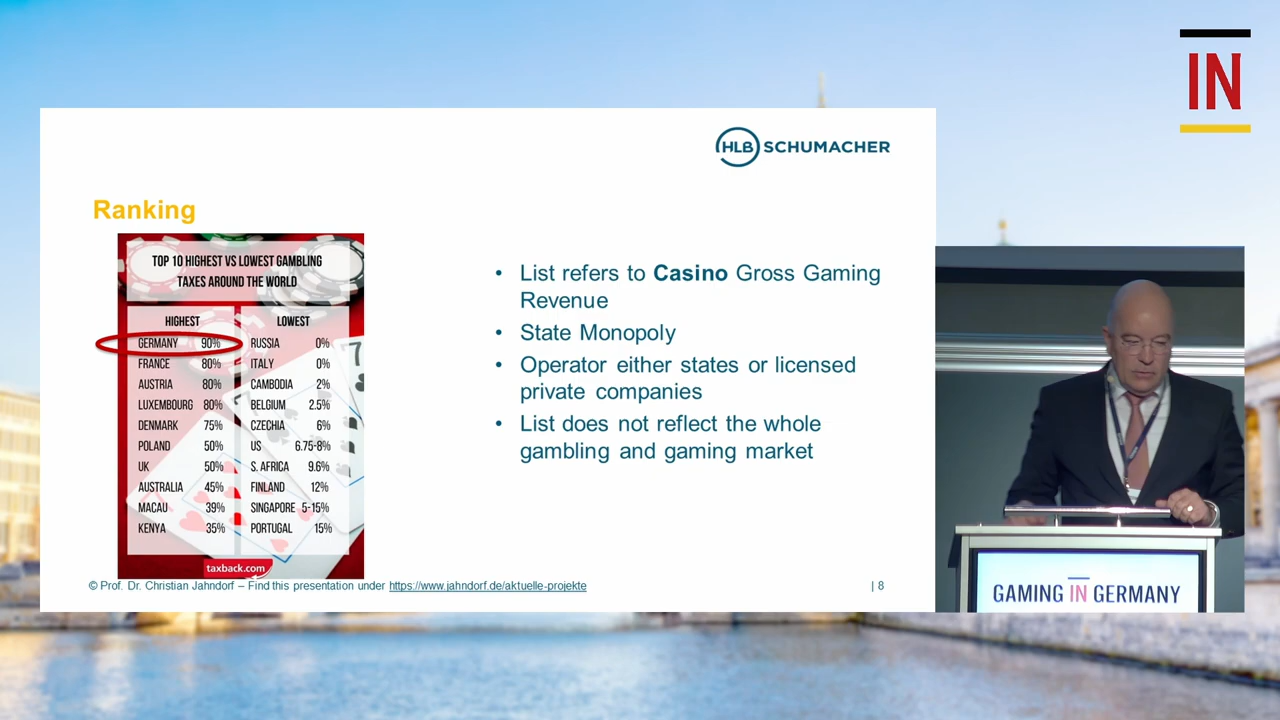 IN
HLB SCHUMACHER
Ranking
TOP 10 HIGHEST VS LOWEST GAMBLING
TAXES AROUND THE WORLD
HIGHEST LOWEST
GERMANY 90% RUSSIA 0%
FRANCE 80% ITALY 0%
AUSTRIA 80% CAMBODIA 2%
LUXEMBOURG 80% BELGIUM 2.5%
DENMARK 75% CZECHIA 6%
POLAND 50% US 6.75-8%
UK 50% S. AFRICA 9.6%
AUSTRALIA 45% FINLAND 12%
MACAU 39% SINGAPORE 5-15%
KENYA 35% PORTUGAL 15%
taxback.com
• List refers to Casino Gross Gaming
Revenue
• State Monopoly
• Operator either states or licensed
private companies
• List does not reflect the whole
gambling and gaming market
© Prof. Dr. Christian Jahndorf – Find this presentation under https://www.jahndorf.de/aktuelle-projekte
| 8
GAMING IN GERMANY